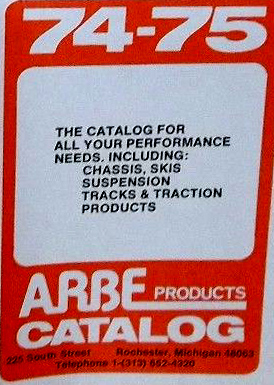 74-75
THE CATALOG FOR
ALL YOUR PERFORMANCE
NEEDS. INCLUDING:
CHASSIS, SKIS
SUSPENSION
TRACKS & TRACTION
PRODUCTS
ARBE PRODUCTS
CATALOG
225 South Street Rochester, Michigan 48063
Telephone 1-(313) 652-4320